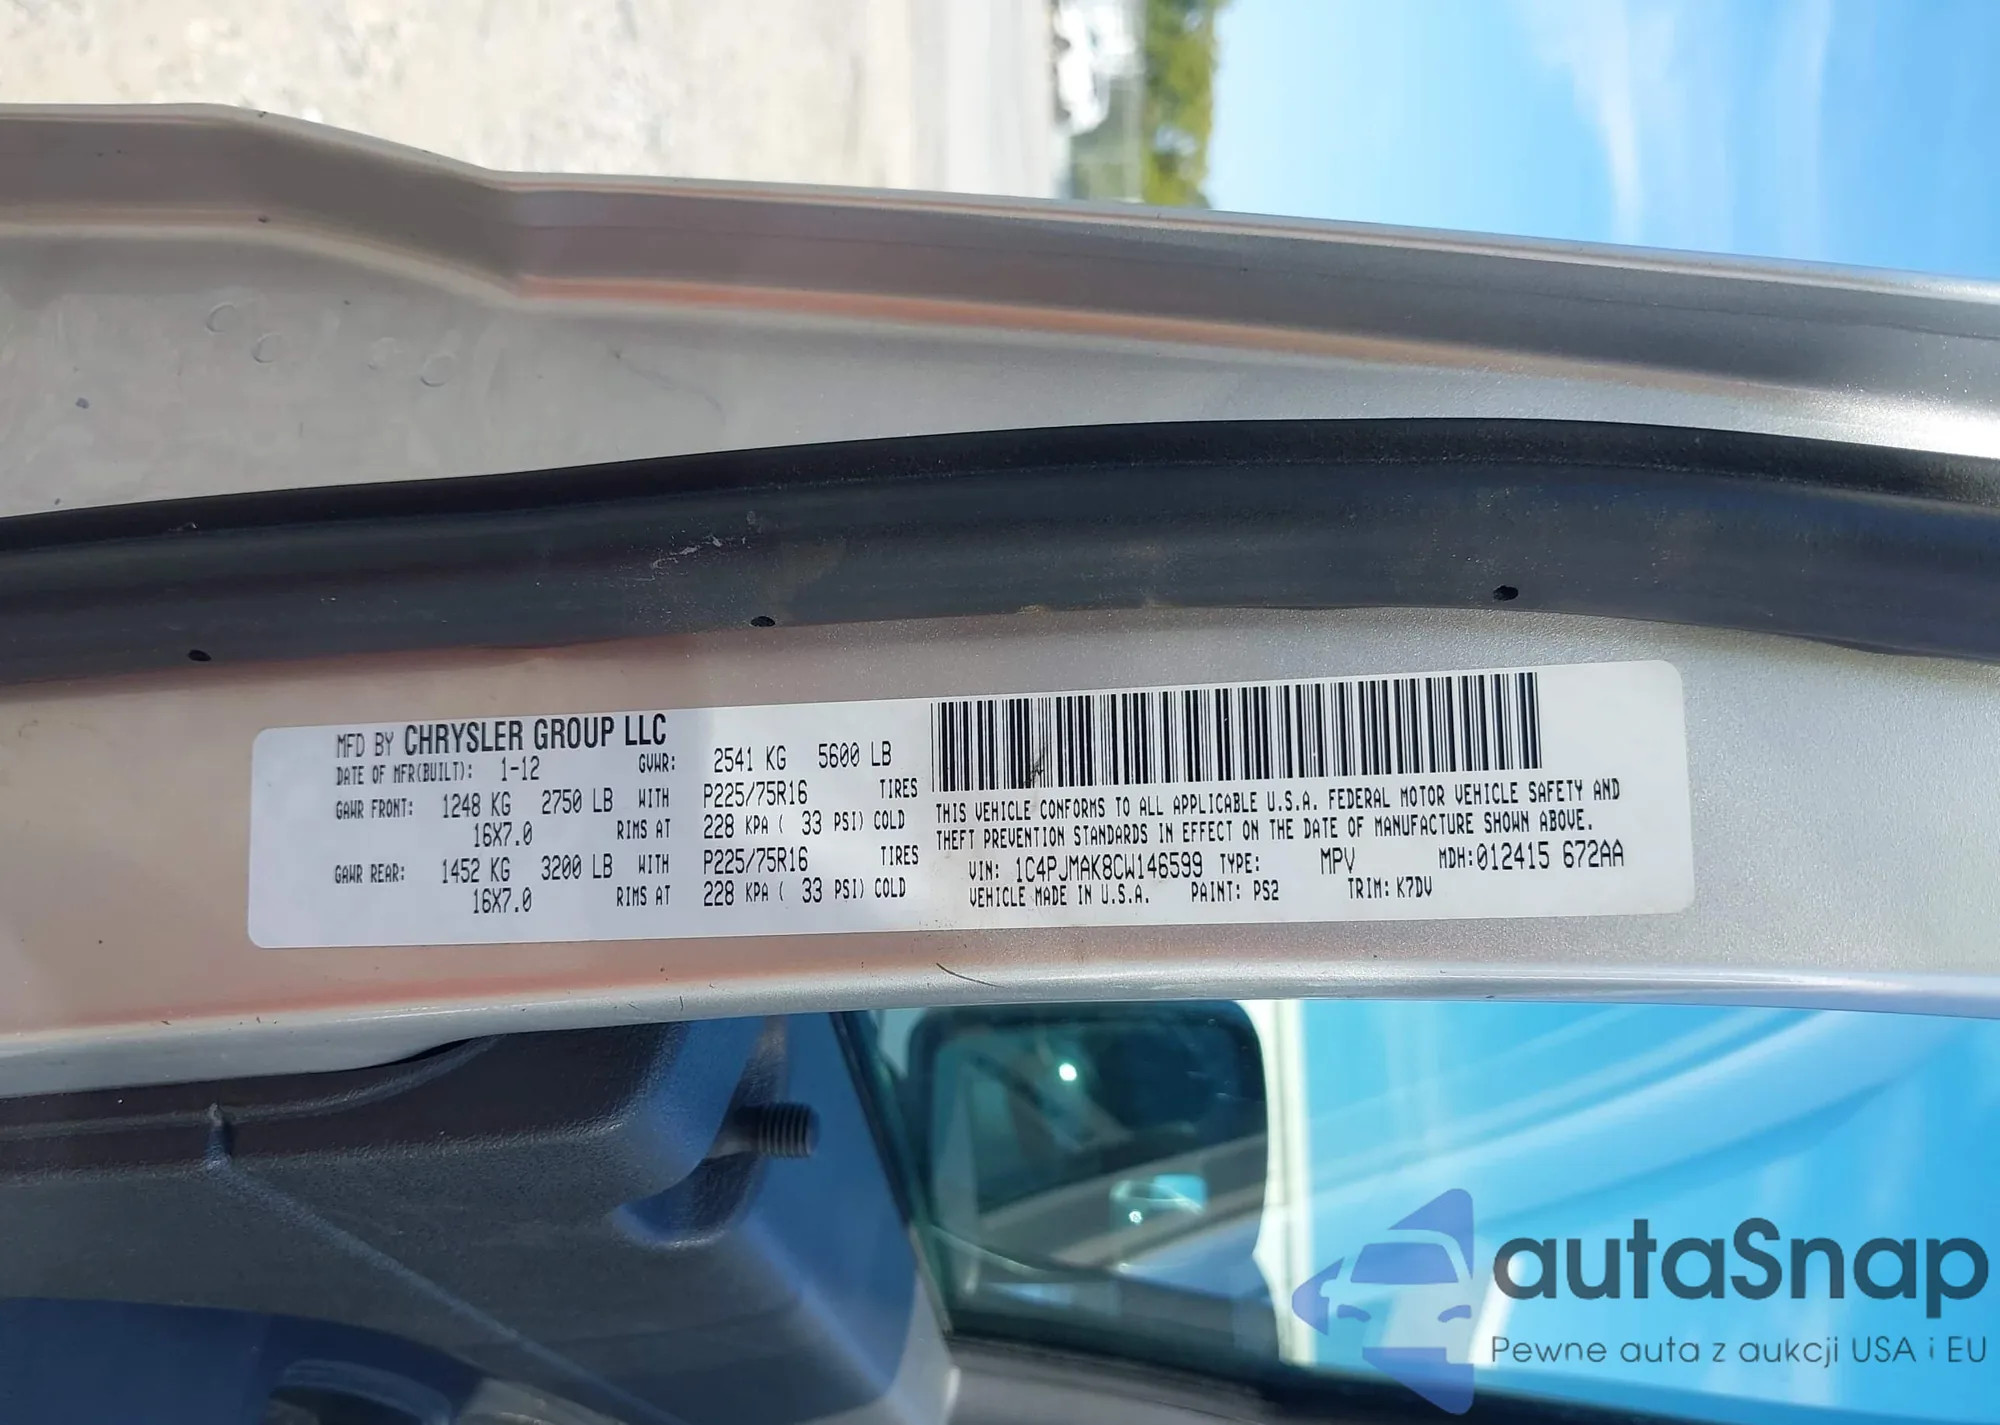 MFD BY CHRYSLER GROUP LLC
DATE OF MFR(BUILT): 1-12 GVWR: 2541 KG 5600 LB
GAWR FRONT: 1248 KG 2750 LB WITH P225/75R16 TIRES
16X7.0 RIMS AT 228 KPA ( 33 PSI) COLD
GAWR REAR: 1452 KG 3200 LB WITH P225/75R16 TIRES
16X7.0 RIMS AT 228 KPA ( 33 PSI) COLD
THIS VEHICLE CONFORMS TO ALL APPLICABLE U.S.A. FEDERAL MOTOR VEHICLE SAFETY AND
THEFT PREVENTION STANDARDS IN EFFECT ON THE DATE OF MANUFACTURE SHOWN ABOVE.
VIN: 1C4PJMAK8CW146599 TYPE: MPV MDH:012415 672AA
VEHICLE MADE IN U.S.A. PAINT: PS2 TRIM: K7DV
autaSnap
Pewne auta z aukcji USA i EU